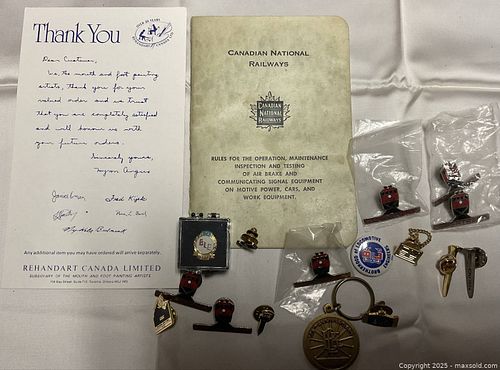 Thank You
Dear Customer,
We the mouth and foot painting
artists, thank you for your
valued order and we trust
that you are completely satisfied
and will honour us with
your future orders.
Sincerely yours,
Myron Angus
Any additional item you may have ordered will arrive separately.
REHANDART CANADA LIMITED
SUBSIDIARY OF THE MOUTH AND FOOT PAINTING ARTISTS
CANADIAN NATIONAL
RAILWAYS
CANADIAN
NATIONAL
RAILWAYS
RULES FOR THE OPERATION, MAINTENANCE
INSPECTION AND TESTING
OF AIR BRAKE AND
COMMUNICATING SIGNAL EQUIPMENT
ON MOTIVE POWER, CARS, AND
WORK EQUIPMENT.
BLE
Copyright 2025 - maxsold.com